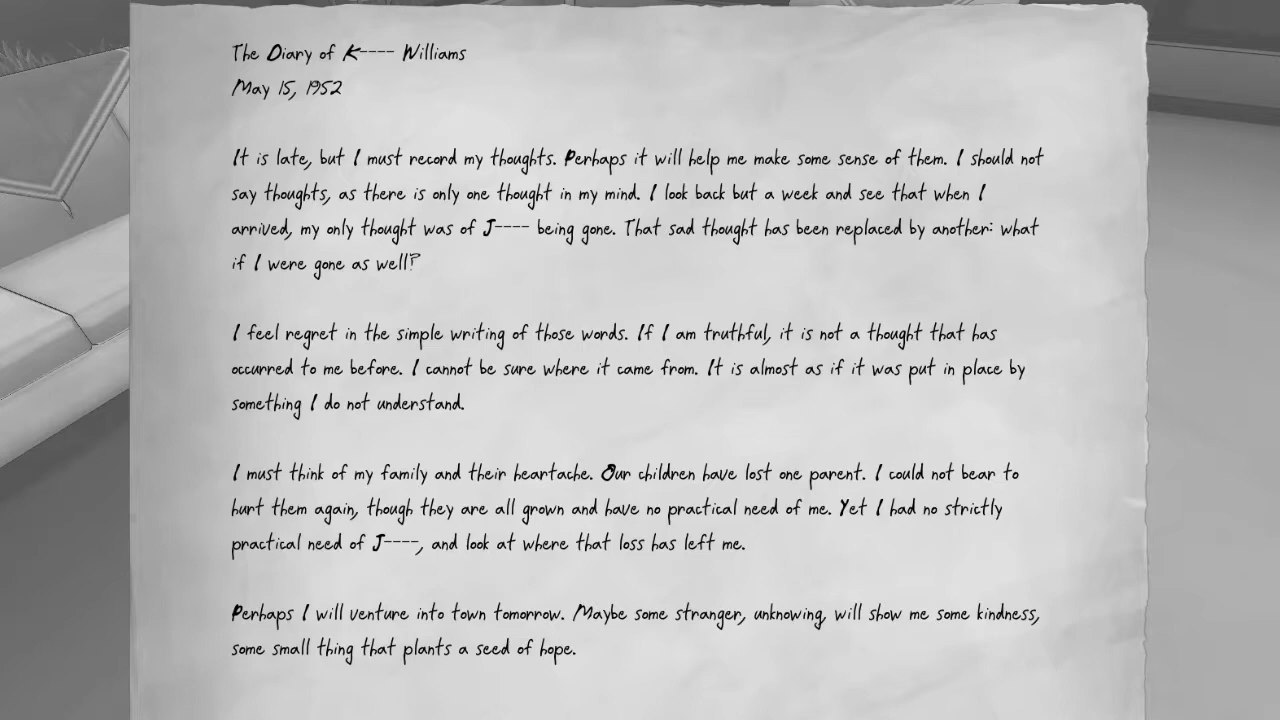 The Diary of K---- Williams
May 15, 1952
It is late, but I must record my thoughts. Perhaps it will help me make some sense of them. I should not
say thoughts, as there is only one thought in my mind. I look back but a week and see that when I
arrived, my only thought was of J---- being gone. That sad thought has been replaced by another: what
if I were gone as well?
I feel regret in the simple writing of those words. If I am truthful, it is not a thought that has
occurred to me before. I cannot be sure where it came from. It is almost as if it was put in place by
something I do not understand.
I must think of my family and their heartache. Our children have lost one parent. I could not bear to
hurt them again, though they are all grown and have no practical need of me. Yet I had no strictly
practical need of J----, and look at where that loss has left me.
Perhaps I will venture into town tomorrow. Maybe some stranger, unknowing, will show me some kindness,
some small thing that plants a seed of hope.